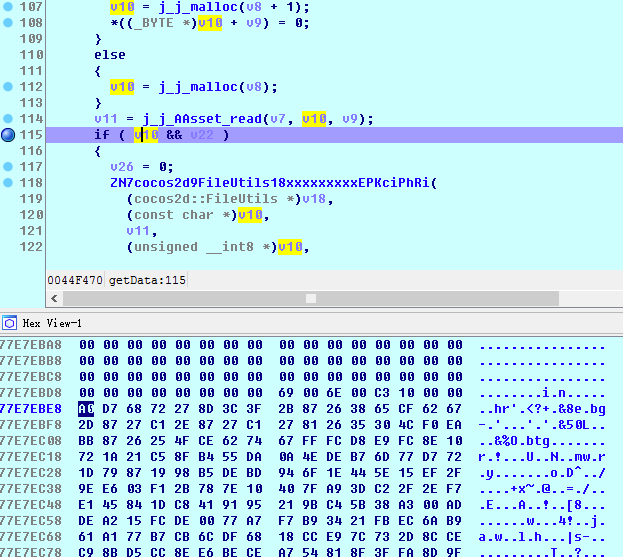 107 v10 = j_j_malloc(v8 + 1);
108 *((_BYTE *)v10 + v9) = 0;
109 }
110 else
111 {
112 v10 = j_j_malloc(v8);
113 }
114 v11 = j_j_AAsset_read(v7, v10, v9);
115 if ( v10 && v22 )
116 {
117 v26 = 0;
118 ZN7cocos2d9FileUtils18xxxxxxxxxEPKciPhRi(
119 (cocos2d::FileUtils *)v18,
120 (const char *)v10,
121 v11,
122 (unsigned __int8 *)v10,
0044F470 getData:115
Hex View-1
77E7EBA8 00 00 00 00 00 00 00 00 00 00 00 00 00 00 00 00 ................
77E7EBB8 00 00 00 00 00 00 00 00 00 00 00 00 00 00 00 00 ................
77E7EBC8 00 00 00 00 00 00 00 00 00 00 00 00 00 00 00 00 ................
77E7EBD8 00 00 00 00 00 00 00 00 69 00 6E 00 C3 10 00 00 ........i.n.....
77E7EBE8 A0 D7 68 72 27 8D 3C 3F 2B 87 26 38 65 CF 62 67 ..hr'.<?+.&8e.bg
77E7EBF8 2D 87 27 C1 2E 87 27 C1 27 81 26 35 30 4C F0 EA -.'...'.'.&50L..
77E7EC08 BB 87 26 25 4F CE 62 74 67 FF FC D8 E9 FC 8E 10 ..&%O.btg.......
77E7EC18 72 1A 21 C5 8F B4 55 DA 0A 4E DE B7 6D 77 D7 72 r.!...U..N..mw.r
77E7EC28 1D 79 87 19 98 B5 DE BD 94 6F 1E 44 5E 15 EF 2F .y.......o.D^../
77E7EC38 9E E6 03 F1 2B 78 7E 10 40 7F A9 3D C2 2F 2E F7 ....+x~.@..=./..
77E7EC48 E1 45 84 1D C8 41 91 95 21 9B C4 5B 38 A3 00 AD .E...A..!..[8...
77E7EC58 DE A2 15 FC DE 00 77 A7 F7 B9 34 21 FB EC 6A B9 ......w...4!..j.
77E7EC68 61 A1 77 B7 CB 6C DF 68 18 CC E9 7C 73 2D 8C CE a.w..l.h...|s-..
77E7EC78 C9 8B D5 CC 8E E6 BE CE A7 54 81 8F 3F FA 8D 9F .........T..?...